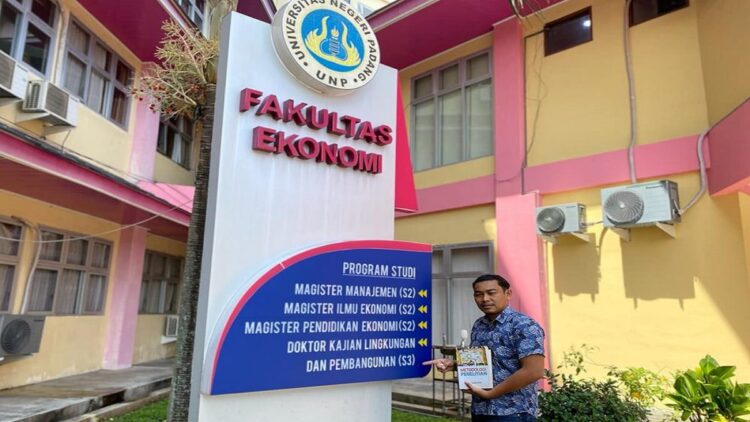 UNIVERSITAS NEGERI PADANG
UNP
FAKULTAS
EKONOMI
PROGRAM STUDI
MAGISTER MANAJEMEN (S2)
MAGISTER ILMU EKONOMI (S2)
MAGISTER PENDIDIKAN EKONOMI(S2)
DOKTOR KAJIAN LINGKUNGAN
DAN PEMBANGUNAN (S3)
METODOLOGI
PENELITIAN